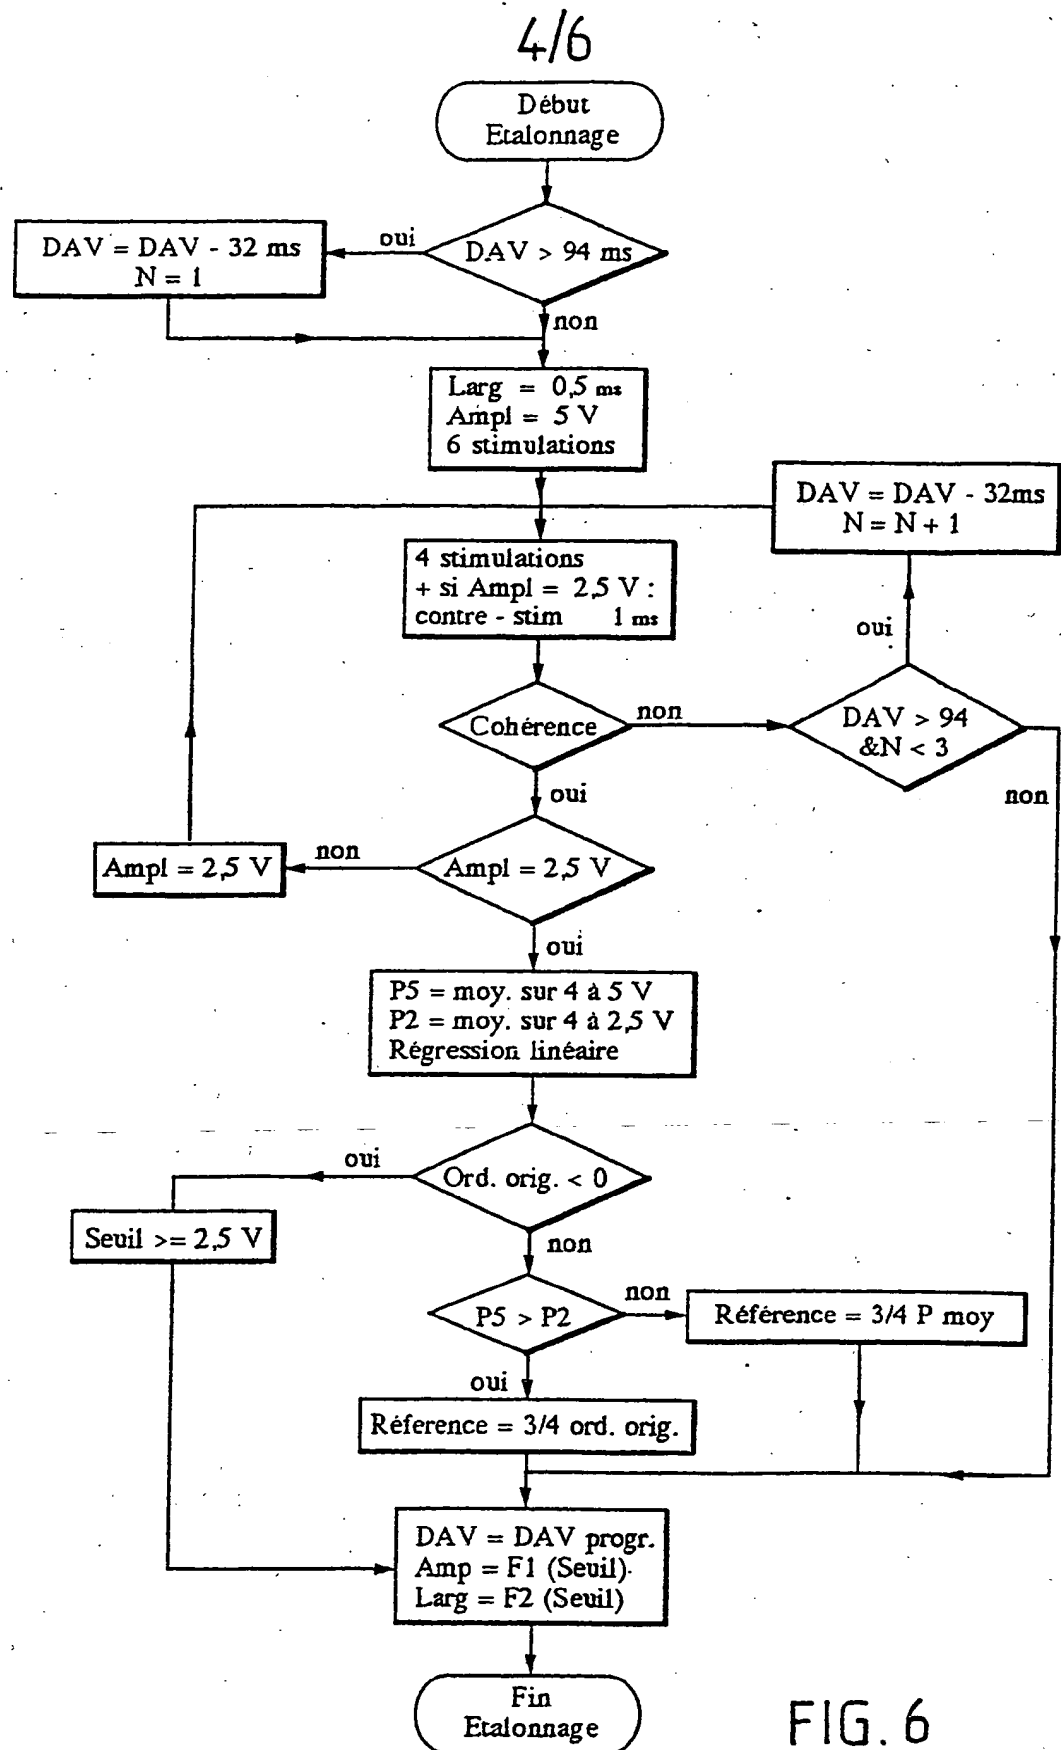 4/6
Début
Etalonnage
DAV > 94 ms
oui
DAV = DAV - 32 ms
N = 1
non
Larg = 0,5 ms
Ampl = 5 V
6 stimulations
DAV = DAV - 32ms
N = N + 1
4 stimulations
+ si Ampl = 2,5 V :
contre - stim 1 ms
oui
Cohérence
non
DAV > 94
&N < 3
non
oui
Ampl = 2,5 V
non
Ampl = 2,5 V
oui
P5 = moy. sur 4 à 5 V
P2 = moy. sur 4 à 2,5 V
Régression linéaire
oui
Ord. orig. < 0
Seuil >= 2,5 V
non
P5 > P2
non
Référence = 3/4 P moy
oui
Réference = 3/4 ord. orig.
DAV = DAV progr.
Amp = F1 (Seuil)
Larg = F2 (Seuil)
Fin
Etalonnage
FIG. 6